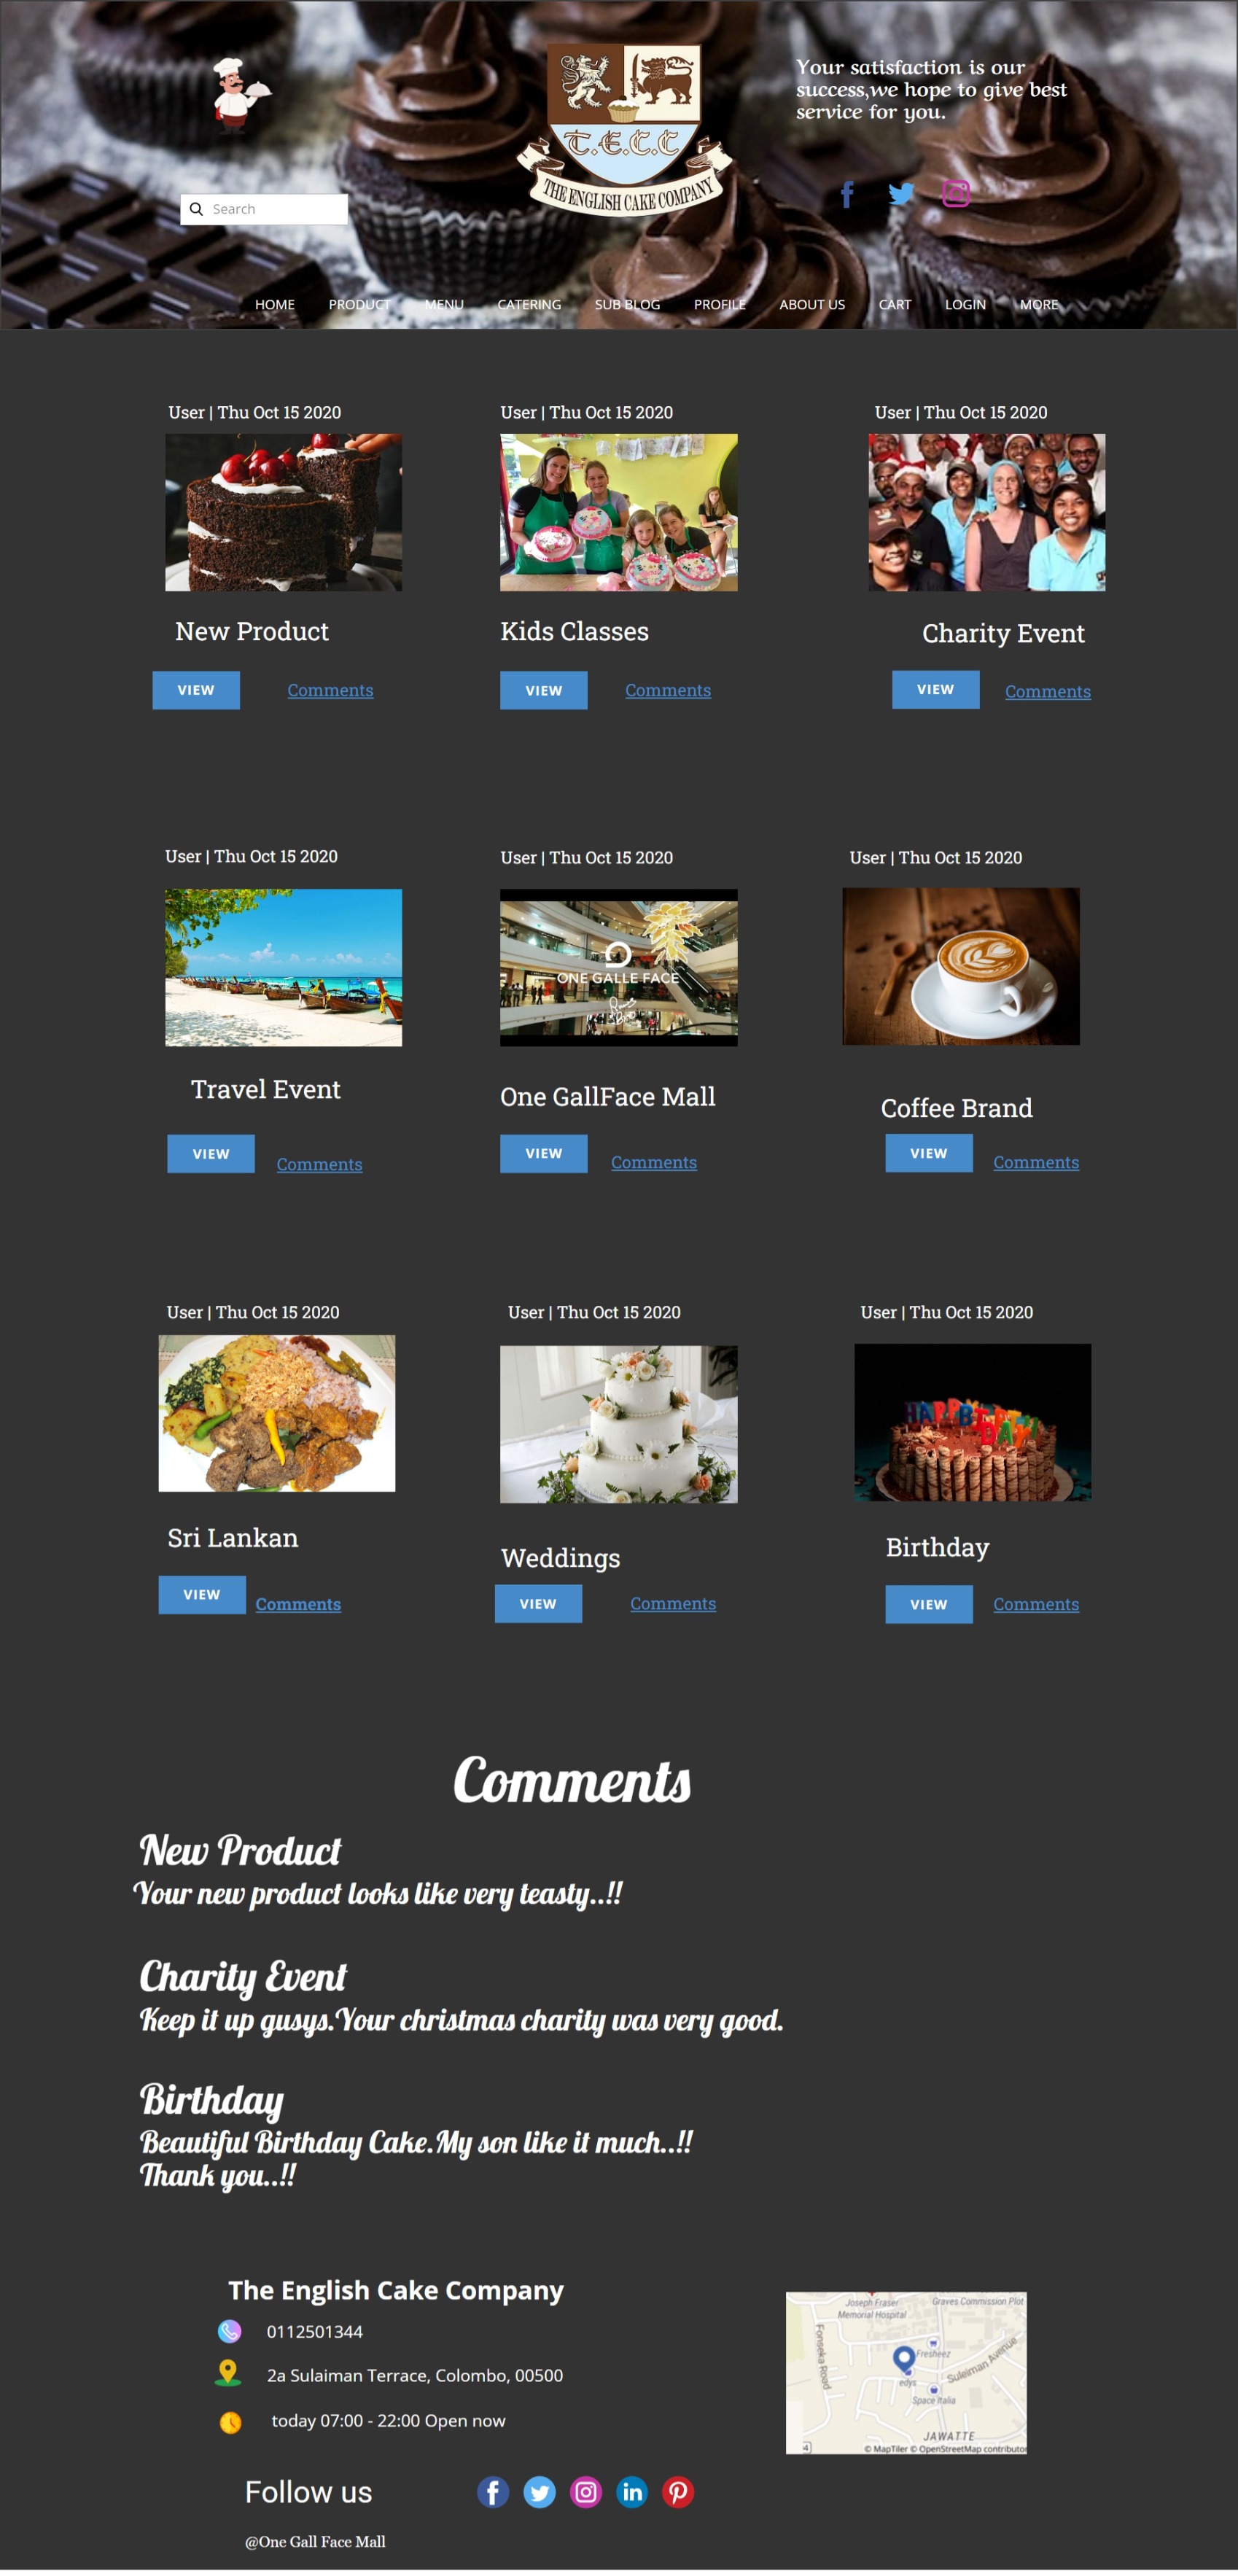 Your satisfaction is our
success,we hope to give best
service for you.
T.E.C.C
THE ENGLISH CAKE COMPANY
Search
HOME PRODUCT MENU CATERING SUB BLOG PROFILE ABOUT US CART LOGIN MORE
User | Thu Oct 15 2020
User | Thu Oct 15 2020
User | Thu Oct 15 2020
New Product
Kids Classes
Charity Event
VIEW Comments
VIEW Comments
VIEW Comments
User | Thu Oct 15 2020
User | Thu Oct 15 2020
User | Thu Oct 15 2020
ONE GALLE FACE
Travel Event
One GallFace Mall
Coffee Brand
VIEW Comments
VIEW Comments
VIEW Comments
User | Thu Oct 15 2020
User | Thu Oct 15 2020
User | Thu Oct 15 2020
Sri Lankan
Weddings
Birthday
VIEW Comments
VIEW Comments
VIEW Comments
Comments
New Product
Your new product looks like very teasty..!!
Charity Event
Keep it up gusys.Your christmas charity was very good.
Birthday
Beautiful Birthday Cake.My son like it much..!!
Thank you..!!
The English Cake Company
0112501344
2a Sulaiman Terrace, Colombo, 00500
today 07:00 - 22:00 Open now
Joseph Fraser
Memorial Hospital
Graves Commission Plot
Fonseka Road
Fresheez
edys
Suleiman Avenue
Space Italia
JAWATTE
© MapTiler © OpenStreetMap contributor
Follow us
@One Gall Face Mall